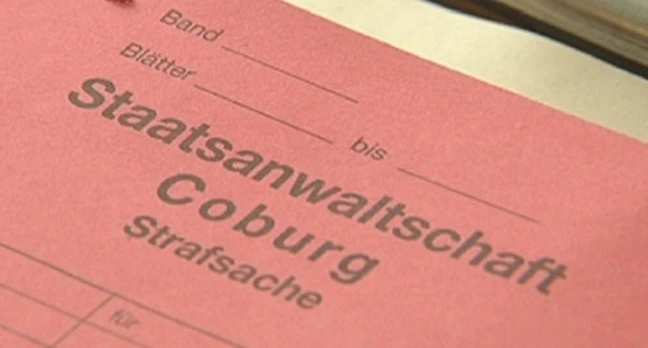 Band
Blätter bis
Staatsanwaltschaft
Coburg
Strafsache
für